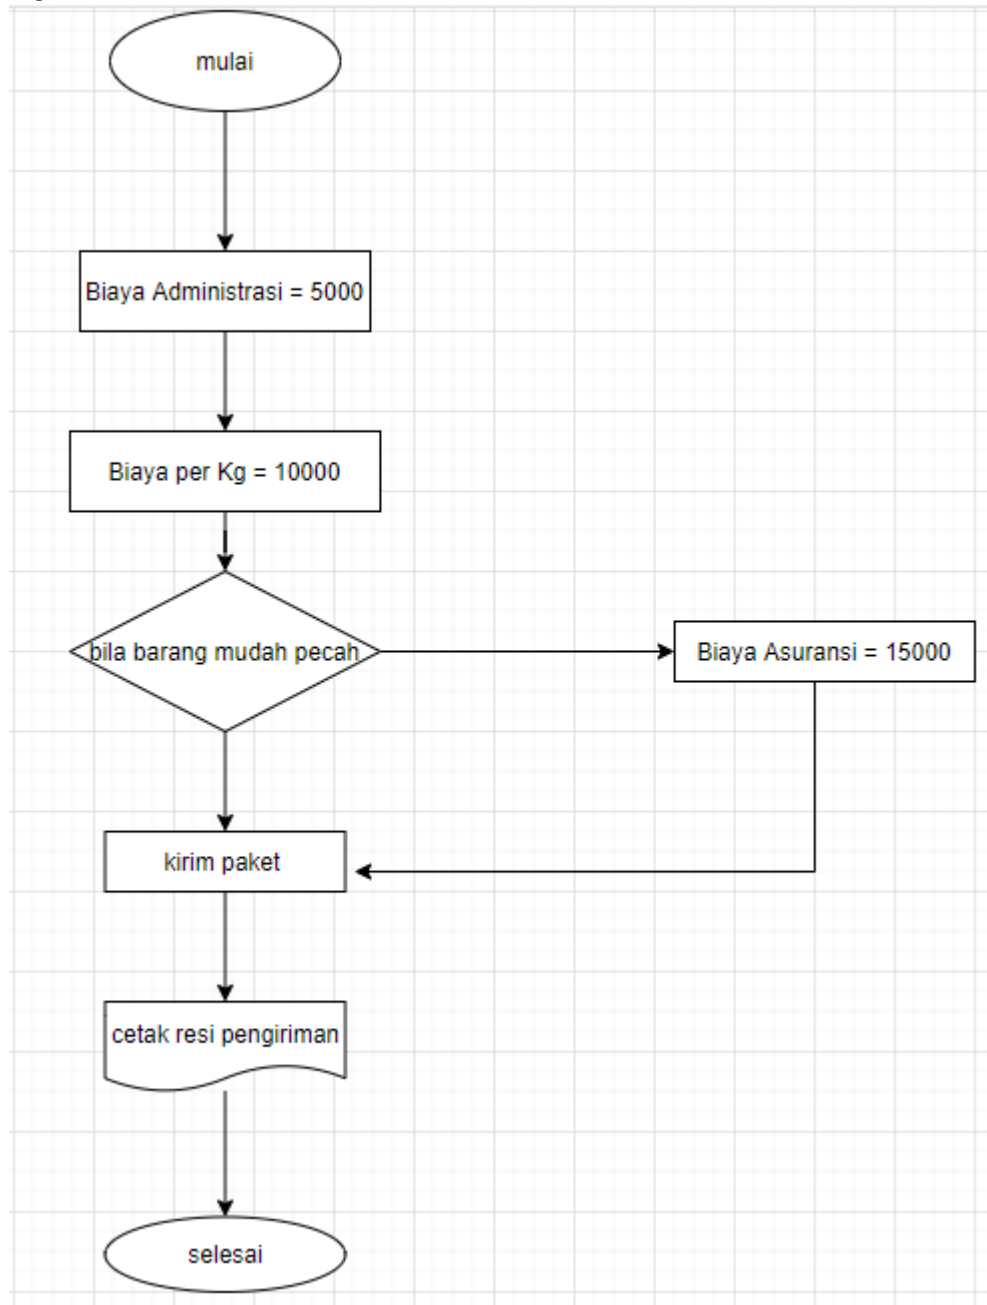 mulai
Biaya Administrasi = 5000
Biaya per Kg = 10000
bila barang mudah pecah
Biaya Asuransi = 15000
kirim paket
cetak resi pengiriman
selesai